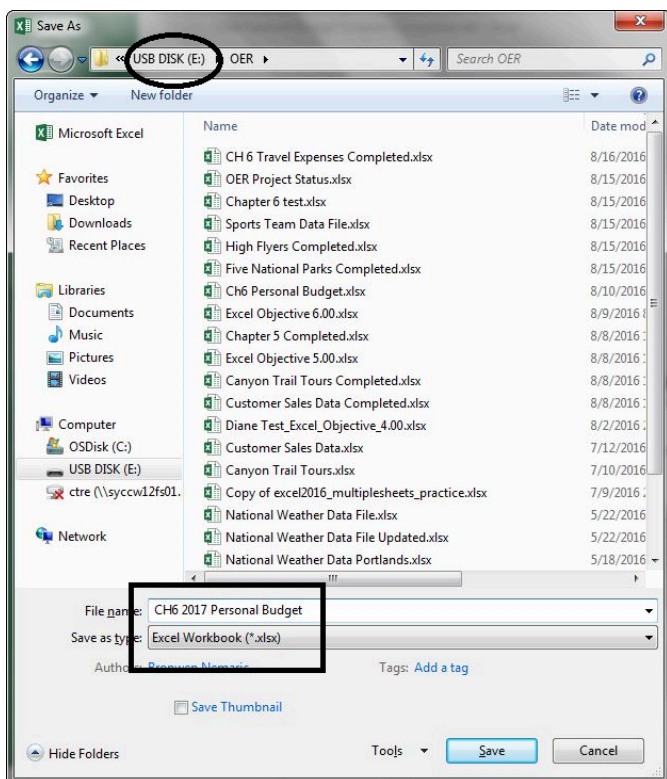 Save As
« USB DISK (E:) ▸ OER ▸
Search OER
Organize ▾ New folder
Name Date mod
Microsoft Excel
Favorites
Desktop
Downloads
Recent Places
Libraries
Documents
Music
Pictures
Videos
Computer
OSDisk (C:)
USB DISK (E:)
ctre (\\syccw12fs01.
Network
CH 6 Travel Expenses Completed.xlsx 8/16/2016
OER Project Status.xlsx 8/15/2016
Chapter 6 test.xlsx 8/15/2016
Sports Team Data File.xlsx 8/15/2016
High Flyers Completed.xlsx 8/15/2016
Five National Parks Completed.xlsx 8/15/2016
Ch6 Personal Budget.xlsx 8/10/2016
Excel Objective 6.00.xlsx 8/9/2016
Chapter 5 Completed.xlsx 8/8/2016
Excel Objective 5.00.xlsx 8/8/2016
Canyon Trail Tours Completed.xlsx 8/8/2016
Customer Sales Data Completed.xlsx 8/8/2016
Diane Test_Excel_Objective_4.00.xlsx 8/2/2016
Customer Sales Data.xlsx 7/12/2016
Canyon Trail Tours.xlsx 7/10/2016
Copy of excel2016_multiplesheets_practice.xlsx 7/9/2016
National Weather Data File.xlsx 5/22/2016
National Weather Data File Updated.xlsx 5/22/2016
National Weather Data Portlands.xlsx 5/18/2016
File name: CH6 2017 Personal Budget
Save as type: Excel Workbook (*.xlsx)
Tags: Add a tag
Save Thumbnail
Hide Folders Tools ▾ Save Cancel